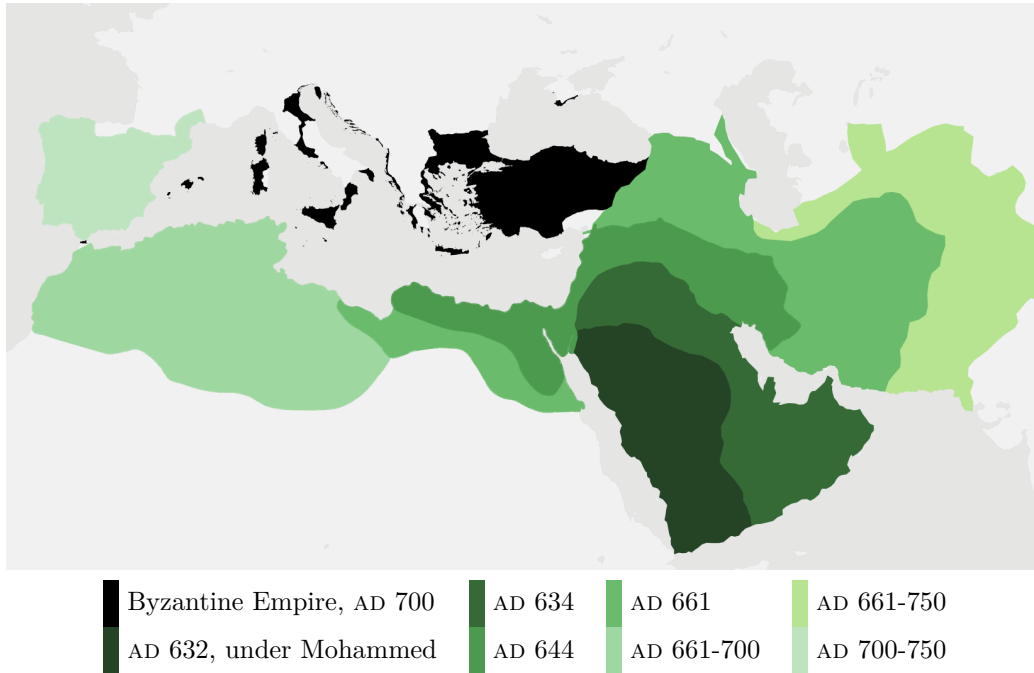 Byzantine Empire, AD 700
AD 632, under Mohammed
AD 634
AD 644
AD 661
AD 661-700
AD 661-750
AD 700-750